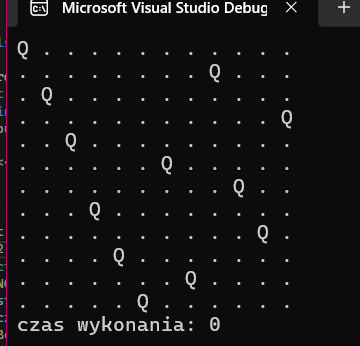 Microsoft Visual Studio Debug
Q . . . . . . . . . . .
. . . . . . . . Q . . .
. Q . . . . . . . . . .
. . . . . . . . . . . Q
. . Q . . . . . . . . .
. . . . . . Q . . . . .
. . . . . . . . . Q . .
. . . Q . . . . . . . .
. . . . . . . . . . Q .
. . . . Q . . . . . . .
. . . . . . . Q . . . .
. . . . . Q . . . . . .
czas wykonania: 0